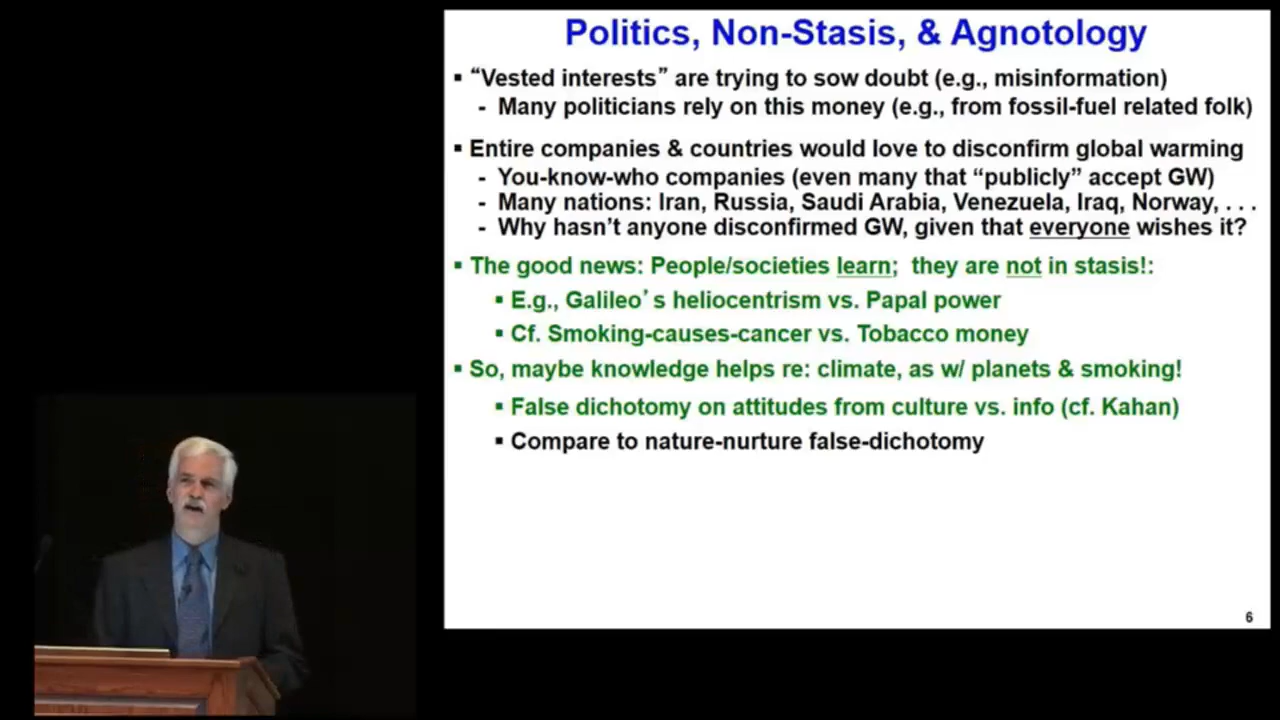 Politics, Non-Stasis, & Agnotology
▪ “Vested interests” are trying to sow doubt (e.g., misinformation)
- Many politicians rely on this money (e.g., from fossil-fuel related folk)
▪ Entire companies & countries would love to disconfirm global warming
- You-know-who companies (even many that “publicly” accept GW)
- Many nations: Iran, Russia, Saudi Arabia, Venezuela, Iraq, Norway, . . .
- Why hasn’t anyone disconfirmed GW, given that everyone wishes it?
▪ The good news: People/societies learn; they are not in stasis!:
▪ E.g., Galileo’s heliocentrism vs. Papal power
▪ Cf. Smoking-causes-cancer vs. Tobacco money
▪ So, maybe knowledge helps re: climate, as w/ planets & smoking!
▪ False dichotomy on attitudes from culture vs. info (cf. Kahan)
▪ Compare to nature-nurture false-dichotomy
6